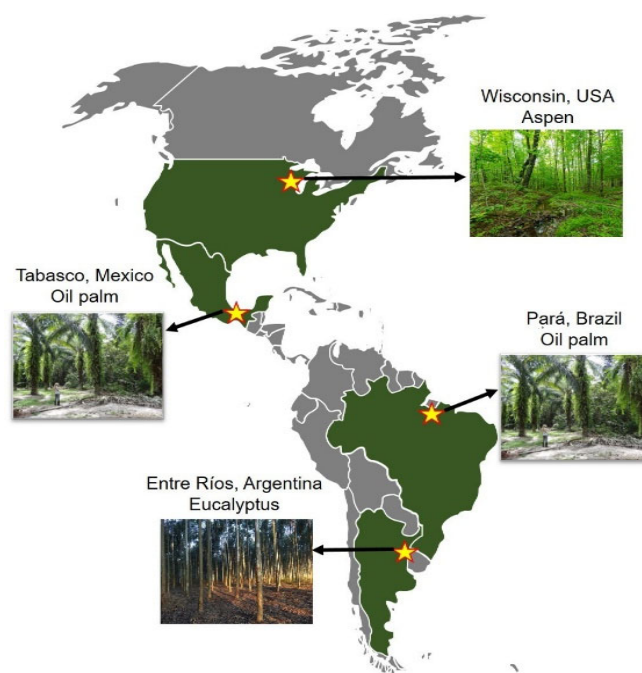 Wisconsin, USA
Aspen
Tabasco, Mexico
Oil palm
Pará, Brazil
Oil palm
Entre Ríos, Argentina
Eucalyptus